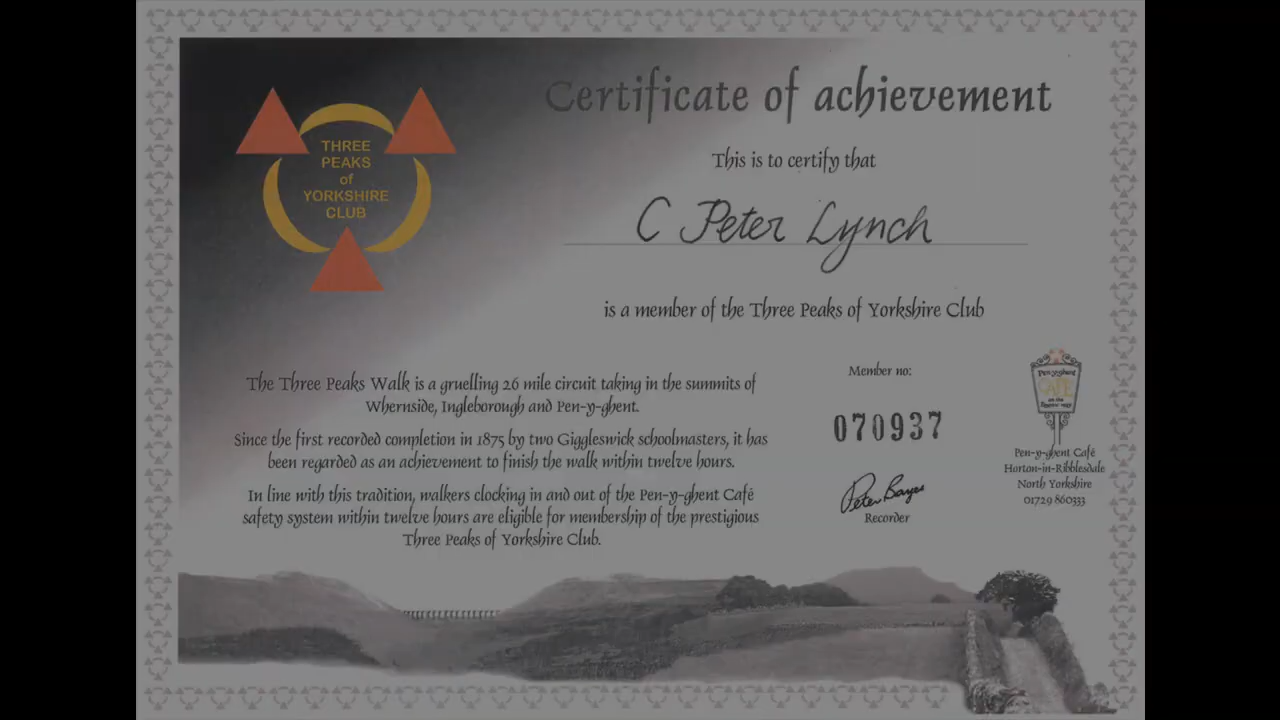 THREE
PEAKS
of
YORKSHIRE
CLUB
Certificate of achievement
This is to certify that
C Peter Lynch
is a member of the Three Peaks of Yorkshire Club
The Three Peaks Walk is a gruelling 26 mile circuit taking in the summits of
Whernside, Ingleborough and Pen-y-ghent.
Since the first recorded completion in 1875 by two Giggleswick schoolmasters, it has
been regarded as an achievement to finish the walk within twelve hours.
In line with this tradition, walkers clocking in and out of the Pen-y-ghent Café
safety system within twelve hours are eligible for membership of the prestigious
Three Peaks of Yorkshire Club.
Member no:
070937
Peter Bayes
Recorder
Pen-y-ghent
CAFÉ
Pen-y-ghent Café
Horton-in-Ribblesdale
North Yorkshire
01729 860333